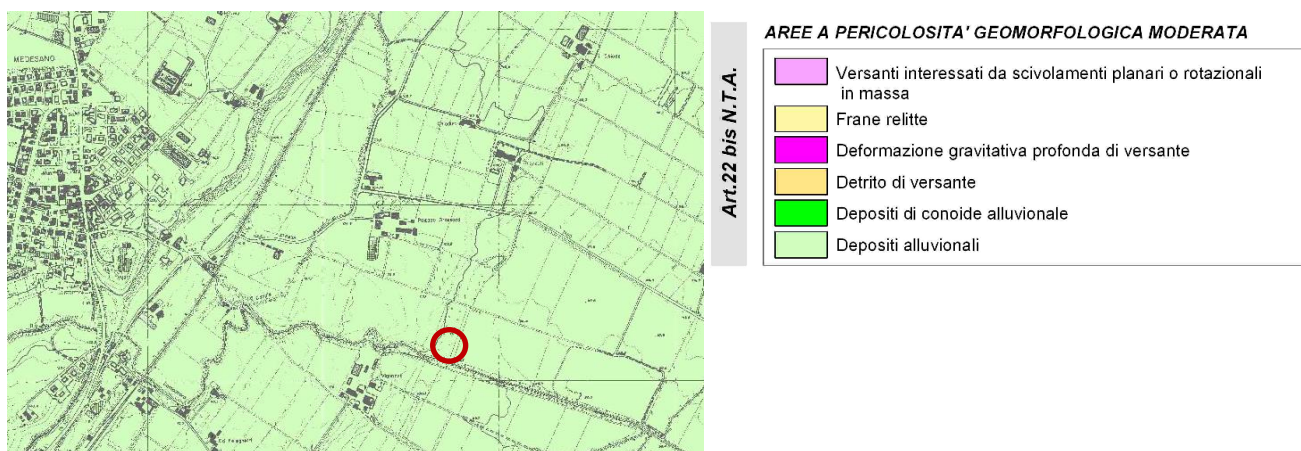 MEDESANO
Art.22 bis N.T.A.
AREE A PERICOLOSITA' GEOMORFOLOGICA MODERATA
Versanti interessati da scivolamenti planari o rotazionali
in massa
Frane relitte
Deformazione gravitativa profonda di versante
Detrito di versante
Depositi di conoide alluvionale
Depositi alluvionali